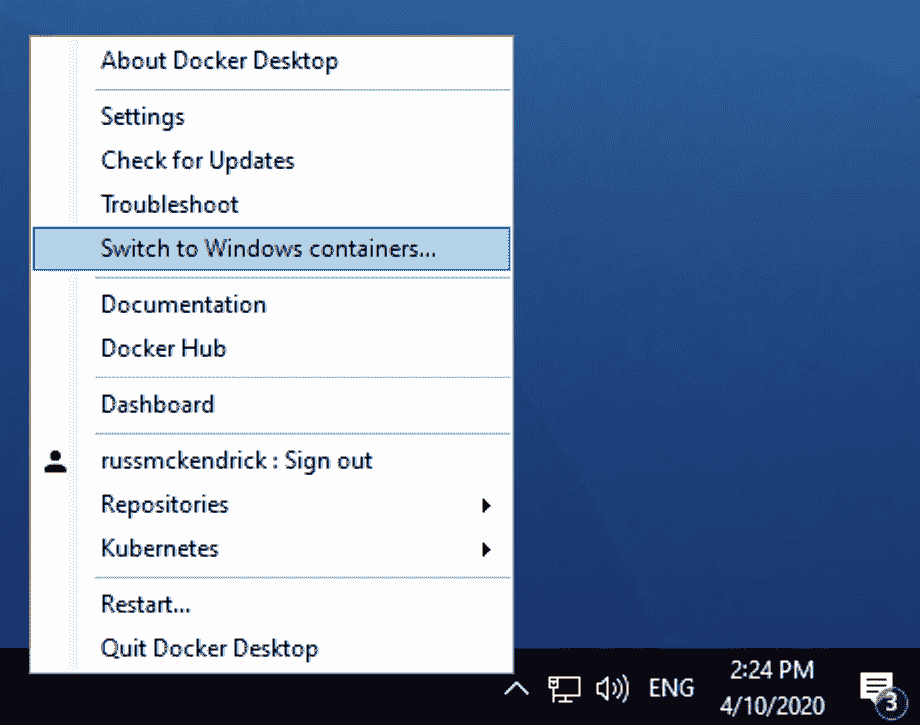 About Docker Desktop
Settings
Check for Updates
Troubleshoot
Switch to Windows containers...
Documentation
Docker Hub
Dashboard
russmckendrick : Sign out
Repositories
Kubernetes
Restart...
Quit Docker Desktop
ENG
2:24 PM
4/10/2020
3